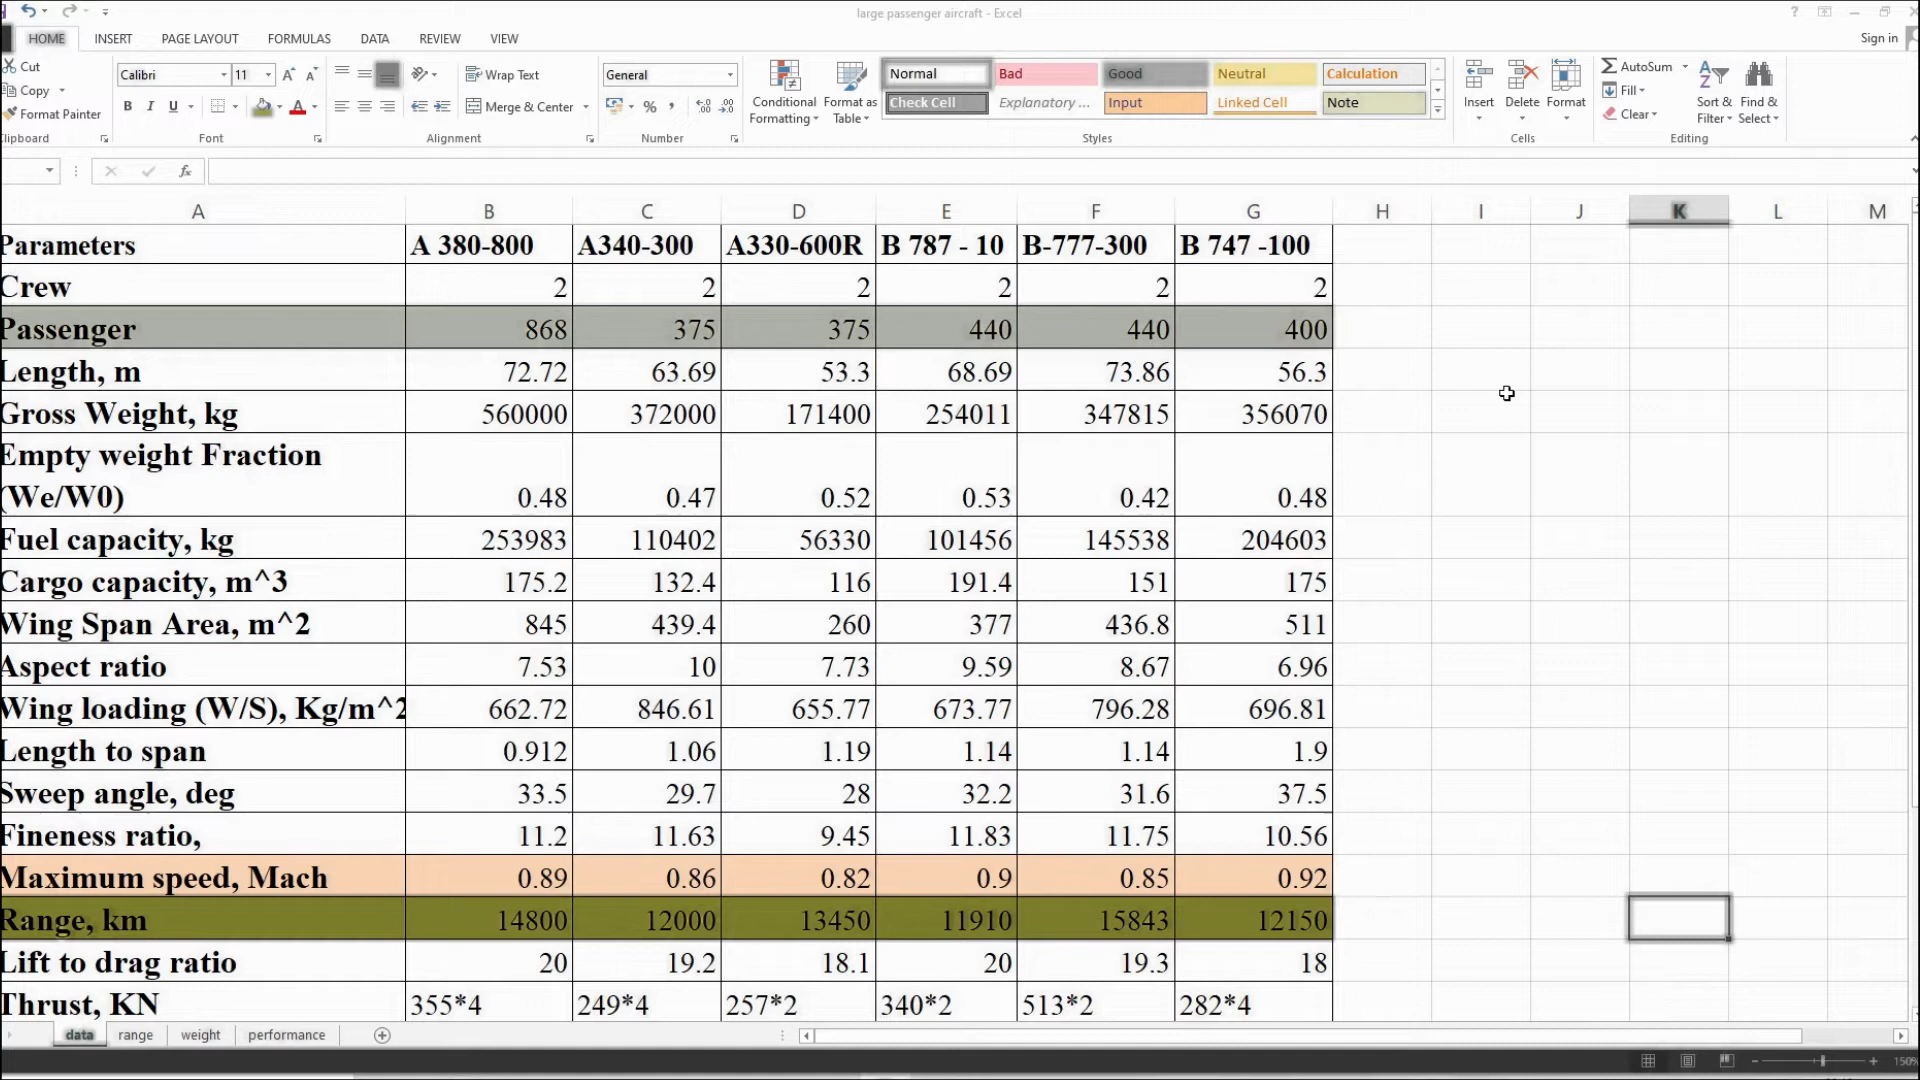 large passenger aircraft - Excel
?
HOME INSERT PAGE LAYOUT FORMULAS DATA REVIEW VIEW
Sign in
Cut
Copy
Format Painter
Clipboard
Calibri 11
B I U
Font
Wrap Text
Merge & Center
Alignment
General
%
Number
Conditional Formatting
Format as Table
Normal Bad Good Neutral Calculation
Check Cell Explanatory ... Input Linked Cell Note
Styles
Insert Delete Format
Cells
AutoSum
Fill
Clear
Sort & Filter
Find & Select
Editing
fx
A B C D E F G H I J K L M
Parameters A 380-800 A340-300 A330-600R B 787 - 10 B-777-300 B 747 -100
Crew 2 2 2 2 2 2
Passenger 868 375 375 440 440 400
Length, m 72.72 63.69 53.3 68.69 73.86 56.3
Gross Weight, kg 560000 372000 171400 254011 347815 356070
Empty weight Fraction
(We/W0) 0.48 0.47 0.52 0.53 0.42 0.48
Fuel capacity, kg 253983 110402 56330 101456 145538 204603
Cargo capacity, m^3 175.2 132.4 116 191.4 151 175
Wing Span Area, m^2 845 439.4 260 377 436.8 511
Aspect ratio 7.53 10 7.73 9.59 8.67 6.96
Wing loading (W/S), Kg/m^2 662.72 846.61 655.77 673.77 796.28 696.81
Length to span 0.912 1.06 1.19 1.14 1.14 1.9
Sweep angle, deg 33.5 29.7 28 32.2 31.6 37.5
Fineness ratio, 11.2 11.63 9.45 11.83 11.75 10.56
Maximum speed, Mach 0.89 0.86 0.82 0.9 0.85 0.92
Range, km 14800 12000 13450 11910 15843 12150
Lift to drag ratio 20 19.2 18.1 20 19.3 18
Thrust, KN 355*4 249*4 257*2 340*2 513*2 282*4
data range weight performance
150%